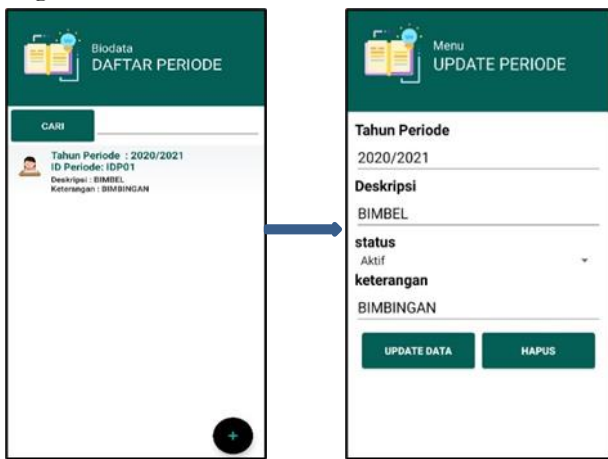 Biodata
DAFTAR PERIODE
CARI
Tahun Periode : 2020/2021
ID Periode: IDP01
Deskripsi : BIMBEL
Keterangan : BIMBINGAN
+
Menu
UPDATE PERIODE
Tahun Periode
2020/2021
Deskripsi
BIMBEL
status
Aktif
keterangan
BIMBINGAN
UPDATE DATA HAPUS